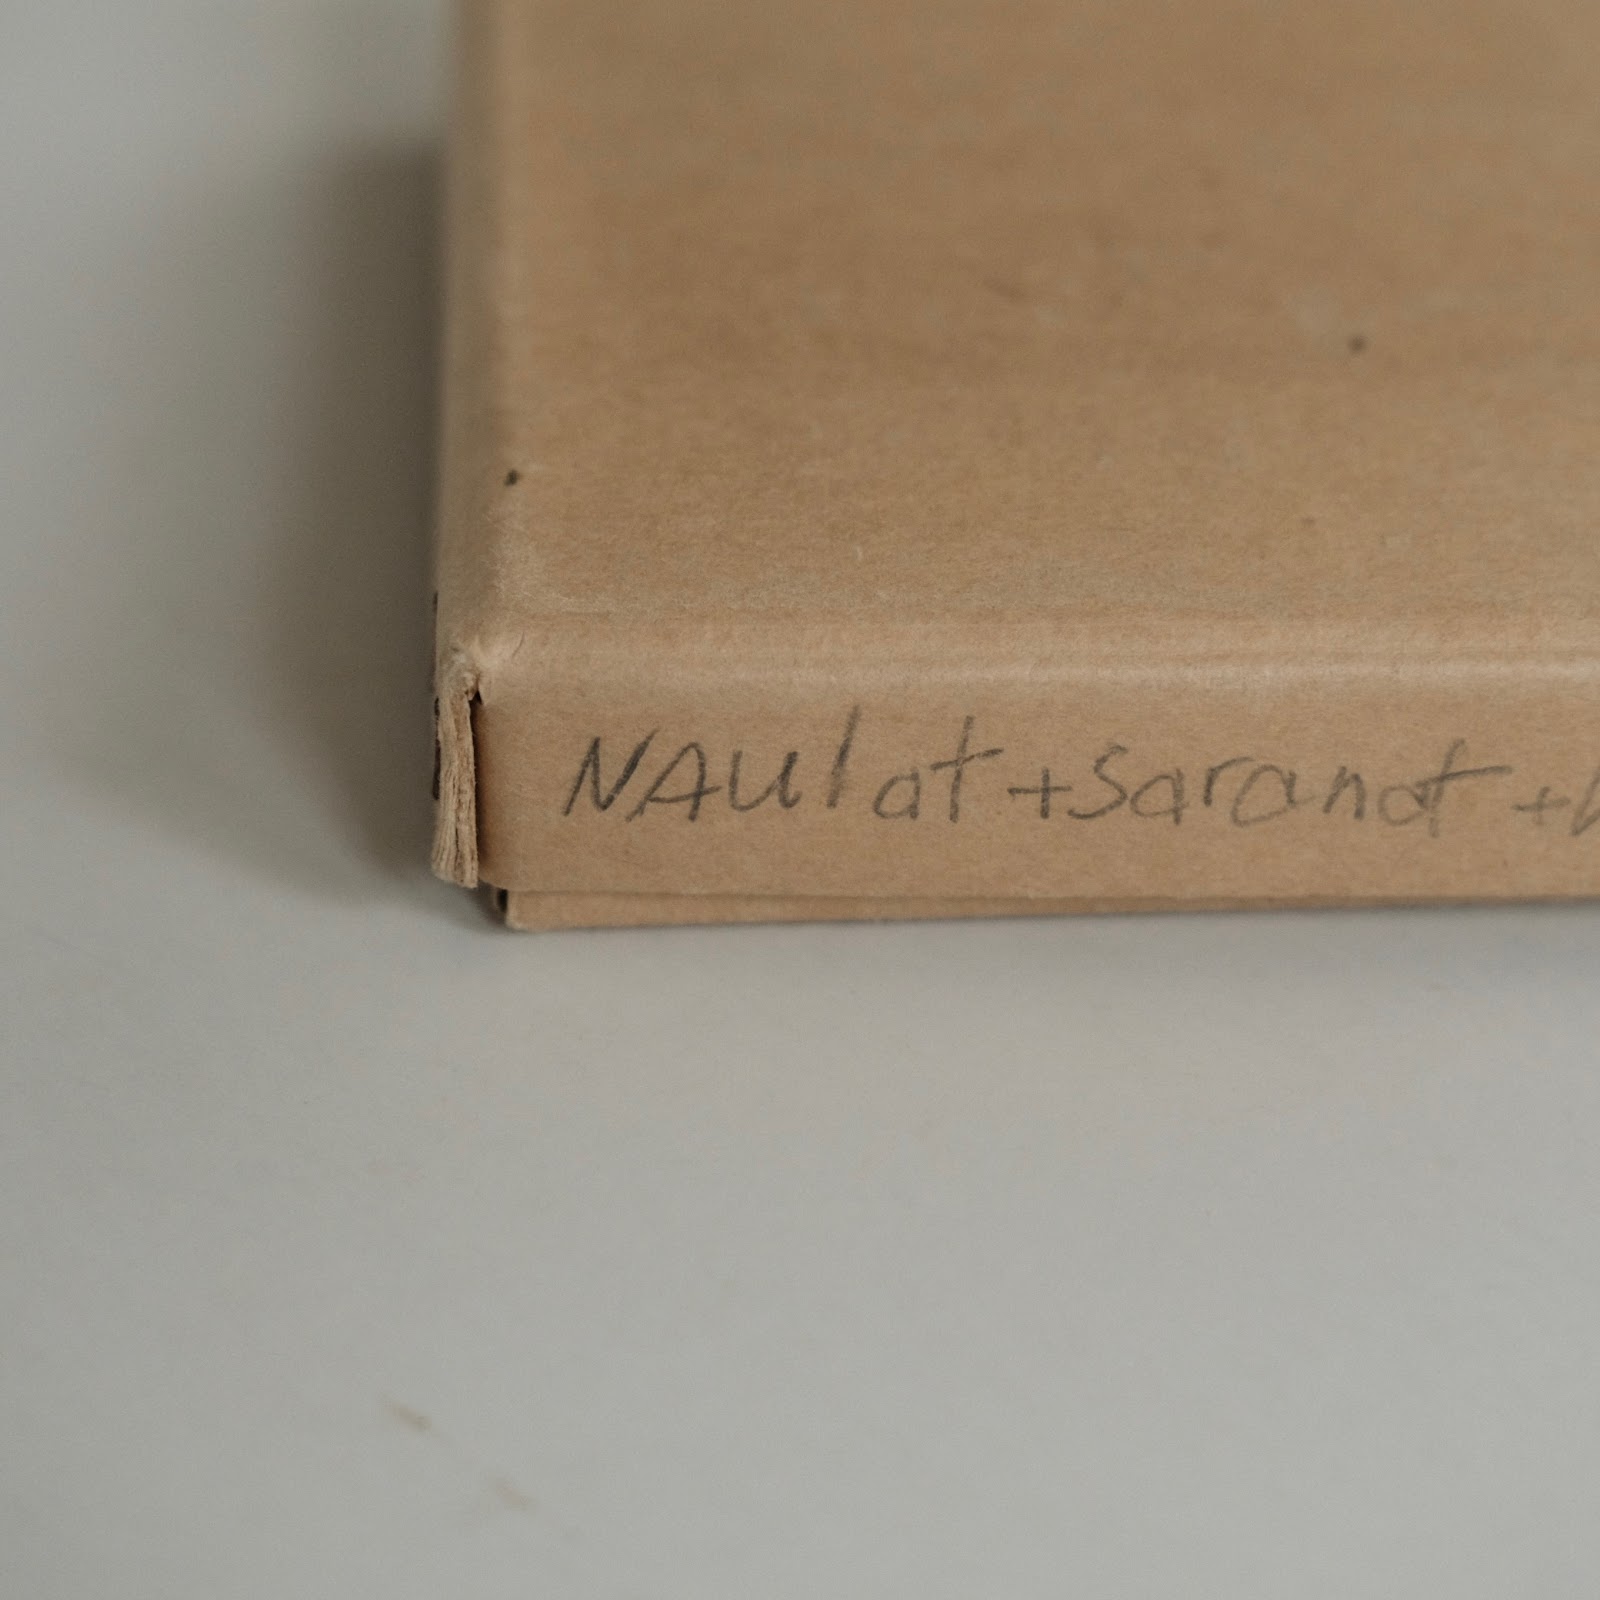 NAUlat + Saranat +